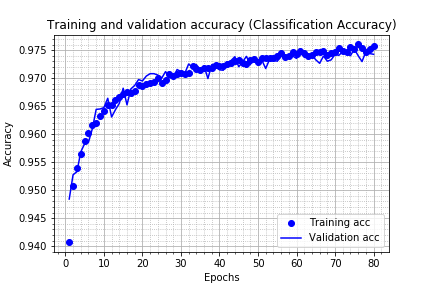 Training and validation accuracy (Classification Accuracy)
0.975
0.970
0.965
0.960
0.955
0.950
0.945
0.940
Accuracy
Training acc
Validation acc
0 10 20 30 40 50 60 70 80
Epochs